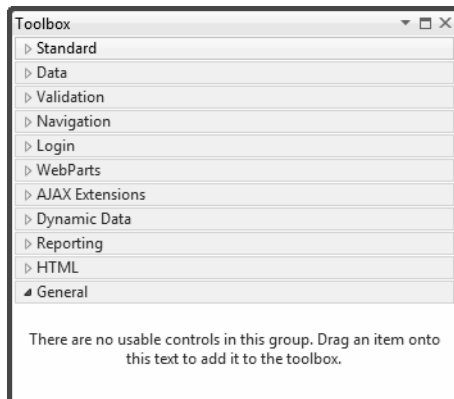 Toolbox
Standard
Data
Validation
Navigation
Login
WebParts
AJAX Extensions
Dynamic Data
Reporting
HTML
General
There are no usable controls in this group. Drag an item onto
this text to add it to the toolbox.